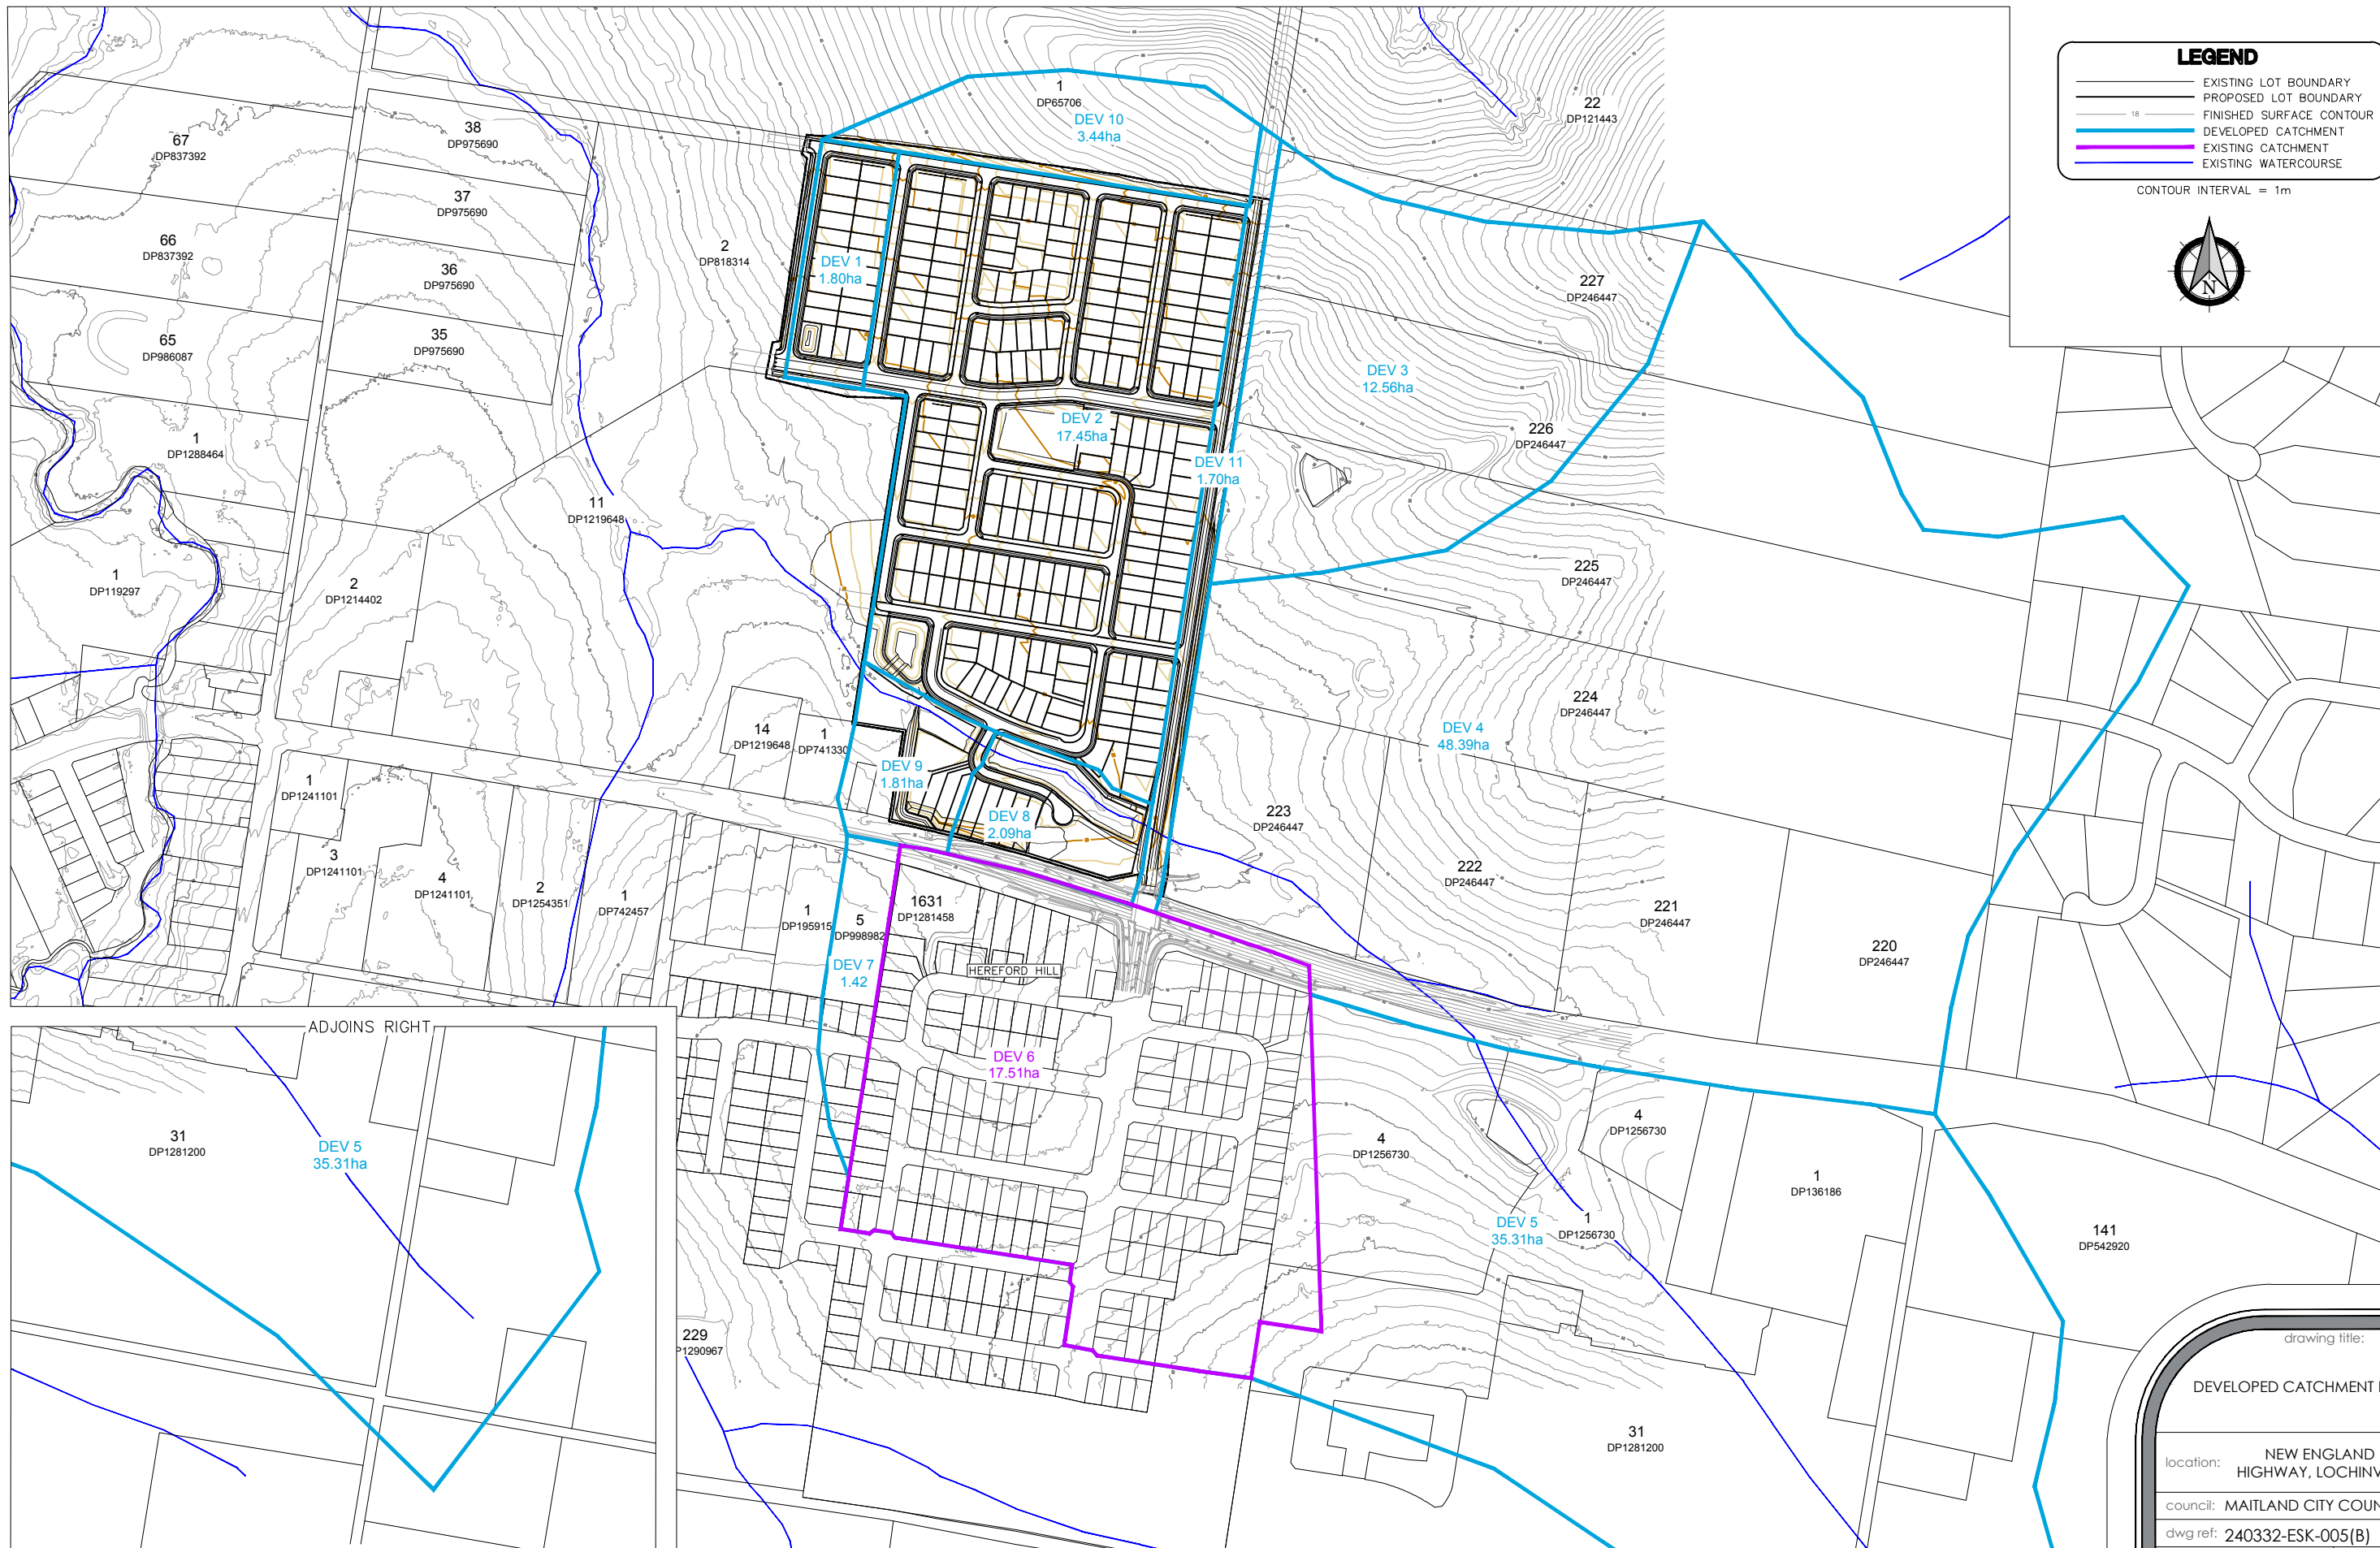 LEGEND
EXISTING LOT BOUNDARY
PROPOSED LOT BOUNDARY
18 FINISHED SURFACE CONTOUR
DEVELOPED CATCHMENT
EXISTING CATCHMENT
EXISTING WATERCOURSE
CONTOUR INTERVAL = 1m
N
1
DP65706
DEV 10
3.44ha
22
DP121443
67
DP837392
38
DP975690
37
DP975690
66
DP837392
36
DP975690
2
DP818314
DEV 1
1.80ha
227
DP246447
65
DP986087
35
DP975690
DEV 3
12.56ha
DEV 2
17.45ha
226
DP246447
1
DP1288464
DEV 11
1.70ha
11
DP1219648
225
DP246447
1
DP119297
2
DP1214402
224
DP246447
14
DP1219648
1
DP741330
DEV 4
48.39ha
DEV 9
1.81ha
1
DP1241101
DEV 8
2.09ha
223
DP246447
3
DP1241101
4
DP1241101
2
DP1254351
1
DP742457
1
DP195915
5
DP998982
1631
DP1281458
222
DP246447
221
DP246447
220
DP246447
DEV 7
1.42
HEREFORD HILL
DEV 6
17.51ha
ADJOINS RIGHT
31
DP1281200
DEV 5
35.31ha
4
DP1256730
4
DP1256730
1
DP136186
DEV 5
35.31ha
1
DP1256730
141
DP542920
229
P1290967
31
DP1281200
drawing title:
DEVELOPED CATCHMENT
location: NEW ENGLAND
HIGHWAY, LOCHINV
council: MAITLAND CITY COUN
dwg ref: 240332-ESK-005(B)